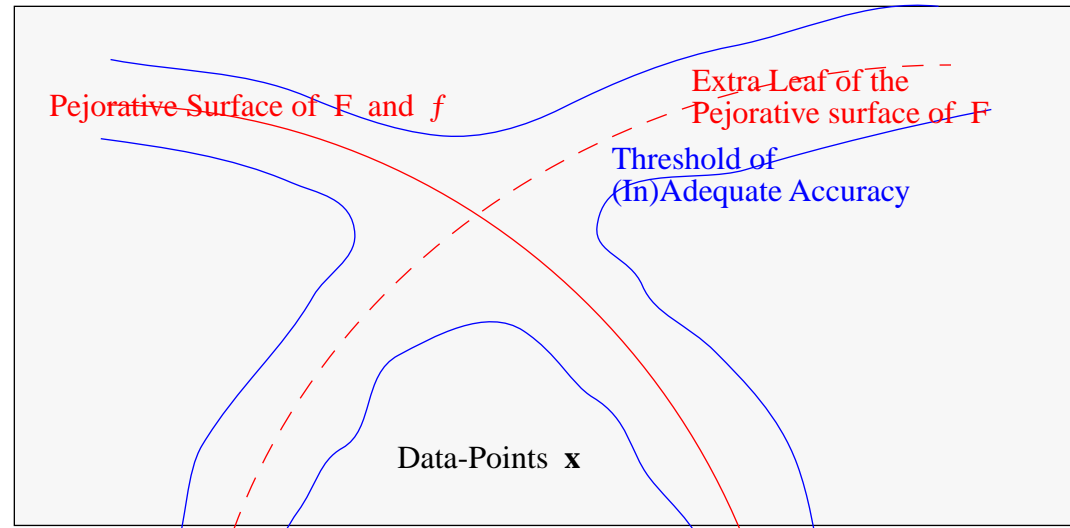 Pejorative Surface of F and f
Extra Leaf of the
Pejorative surface of F
Threshold of
(In)Adequate Accuracy
Data-Points x